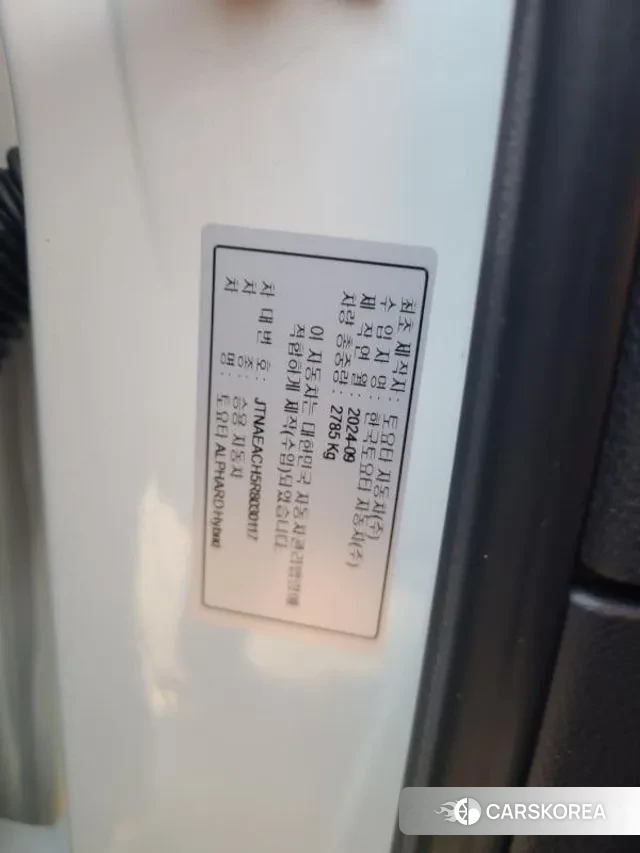 최초 제작자 : 토요타 자동차(주)
수 입 자 명 : 한국토요타 자동차(주)
제 작 연 월 : 2024-09
차량 총중량 : 2785 Kg
이 자동차는 대한민국 자동차관리법령에
적합하게 제작(수입)되었습니다.
차 대 번 호 : JTNAEACH5R8030117
차 종 : 승용 자동차
차 명 : 토요타 ALPHARD Hybrid
CARSKOREA